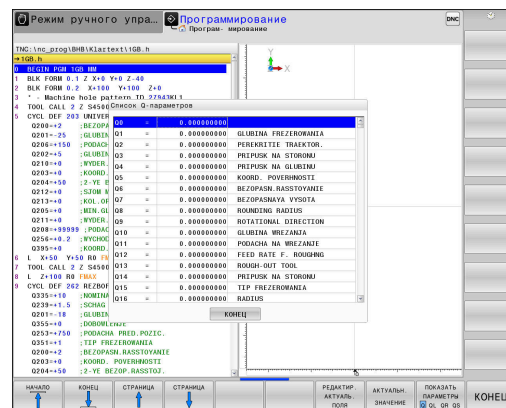 Режим ручного упра…
Программирование
Програм- мирование
DNC
TNC:\nc_prog\BHB\Klartext\1GB.h
→1GB.h
0 BEGIN PGM 1GB MM
1 BLK FORM 0.1 Z X+0 Y+0 Z-40
2 BLK FORM 0.2 X+100 Y+100 Z+0
3 * - Machine hole pattern ID 27943KL1
4 TOOL CALL 2 Z S4500
5 CYCL DEF 203 UNIVER
Q200=+2 ;BEZOPA
Q201=-25 ;GLUBIN
Q206=+150 ;PODACH
Q202=+5 ;GLUBIN
Q210=+0 ;WYDER.
Q203=+0 ;KOORD.
Q204=+50 ;2-YE B
Q212=+0 ;SJOM M
Q213=+0 ;KOL.OP
Q205=+0 ;MIN.GL
Q211=+0 ;WYDER.
Q208=+99999 ;PODAC
Q256=+0.2 ;WYCHOD
Q395=+0 ;KOORD.
6 L X+50 Y+50 R0 FM
7 TOOL CALL 2 Z S4500
8 L Z+100 R0 FMAX
9 CYCL DEF 262 REZBOF
Q335=+10 ;NOMINA
Q239=+1.5 ;SCHAG
Q201=-18 ;GLUBIN
Q355=+0 ;DOBOWLENIE
Q253=+750 ;PODACHA PRED.POZIC.
Q351=+1 ;TIP FREZEROWANIA
Q200=+2 ;BEZOPASN.RASSTOYANIE
Q203=+0 ;KOORD. POVERHNOSTI
Q204=+50 ;2-YE BEZOP.RASSTOJ.
Y
X
Список Q-параметров
Q0 = 0.000000000
Q1 = 0.000000000 GLUBINA FREZEROWANIA
Q2 = 0.000000000 PEREKRITIE TRAEKTOR.
Q3 = 0.000000000 PRIPUSK NA STORONU
Q4 = 0.000000000 PRIPUSK NA GLUBINU
Q5 = 0.000000000 KOORD. POVERHNOSTI
Q6 = 0.000000000 BEZOPASN.RASSTOYANIE
Q7 = 0.000000000 BEZOPASNAYA VYSOTA
Q8 = 0.000000000 ROUNDING RADIUS
Q9 = 0.000000000 ROTATIONAL DIRECTION
Q10 = 0.000000000 GLUBINA WREZANJA
Q11 = 0.000000000 PODACHA NA WREZANJE
Q12 = 0.000000000 FEED RATE F. ROUGHNG
Q13 = 0.000000000 ROUGH-OUT TOOL
Q14 = 0.000000000 PRIPUSK NA STORONU
Q15 = 0.000000000 TIP FREZEROWANIA
Q16 = 0.000000000 RADIUS
КОНЕЦ
НАЧАЛО
КОНЕЦ
СТРАНИЦА
СТРАНИЦА
РЕДАКТИР.
АКТУАЛЬ.
ПОЛЯ
АКТУАЛЬН.
ЗНАЧЕНИЕ
ПОКАЗАТЬ
ПАРАМЕТРЫ
Q QL QR QS
КОНЕЦ